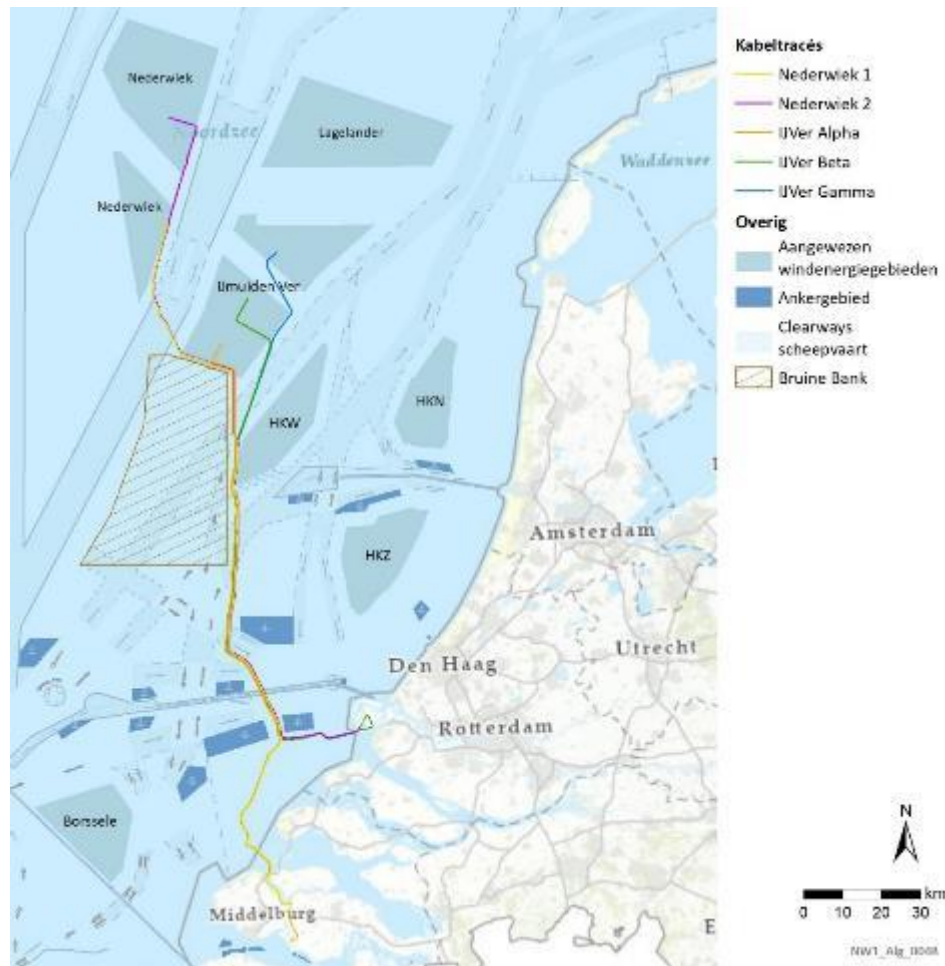 Nederwiek
Noordzee
Lagelander
Waddenzee
Nederwiek
IJmuiden Ver
HKW
HKN
HKZ
Amsterdam
Utrecht
Den Haag
Rotterdam
Borssele
Middelburg
Kabeltracés
Nederwiek 1
Nederwiek 2
IJVer Alpha
IJVer Beta
IJVer Gamma
Overig
Aangewezen
windenergiegebieden
Ankergebied
Clearways
scheepvaart
Bruine Bank
N
km
0 10 20 30